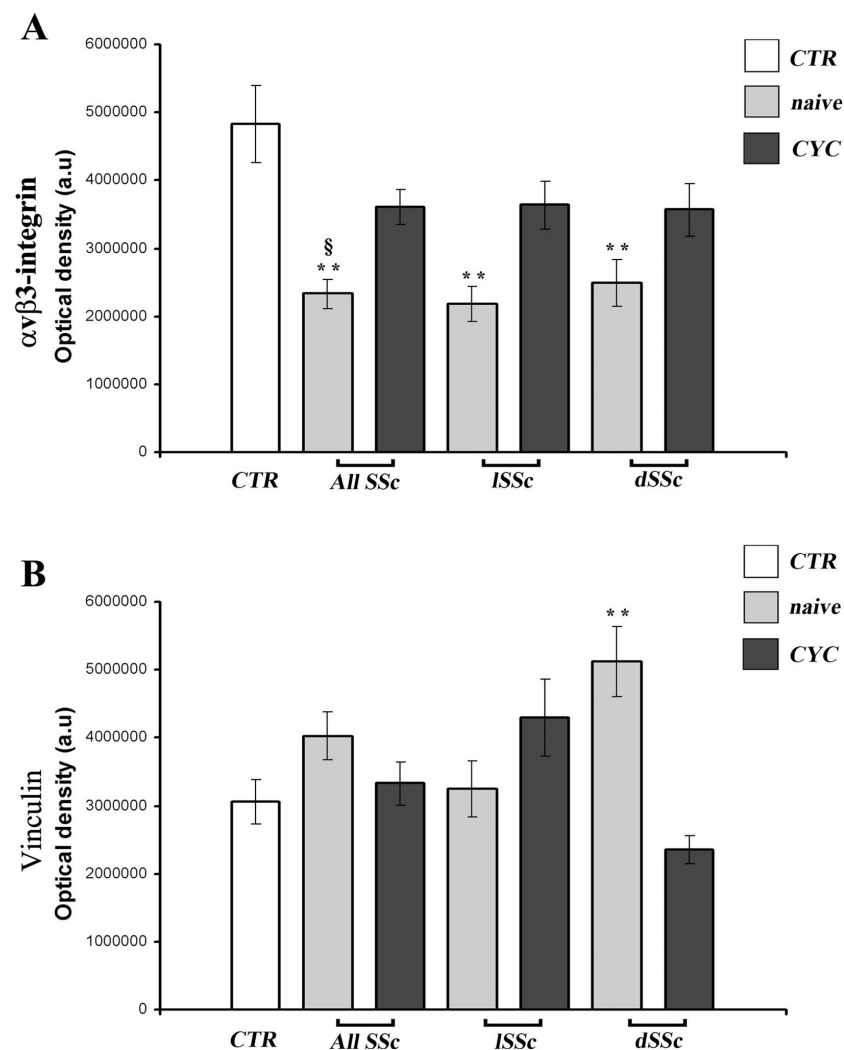 A
6000000
5000000
4000000
3000000
2000000
1000000
0
αvβ3-integrin
Optical density (a.u)
CTR
naive
CYC
§
**
**
**
CTR
All SSc
lSSc
dSSc
B
6000000
5000000
4000000
3000000
2000000
1000000
0
Vinculin
Optical density (a.u)
CTR
naive
CYC
**
CTR
All SSc
lSSc
dSSc